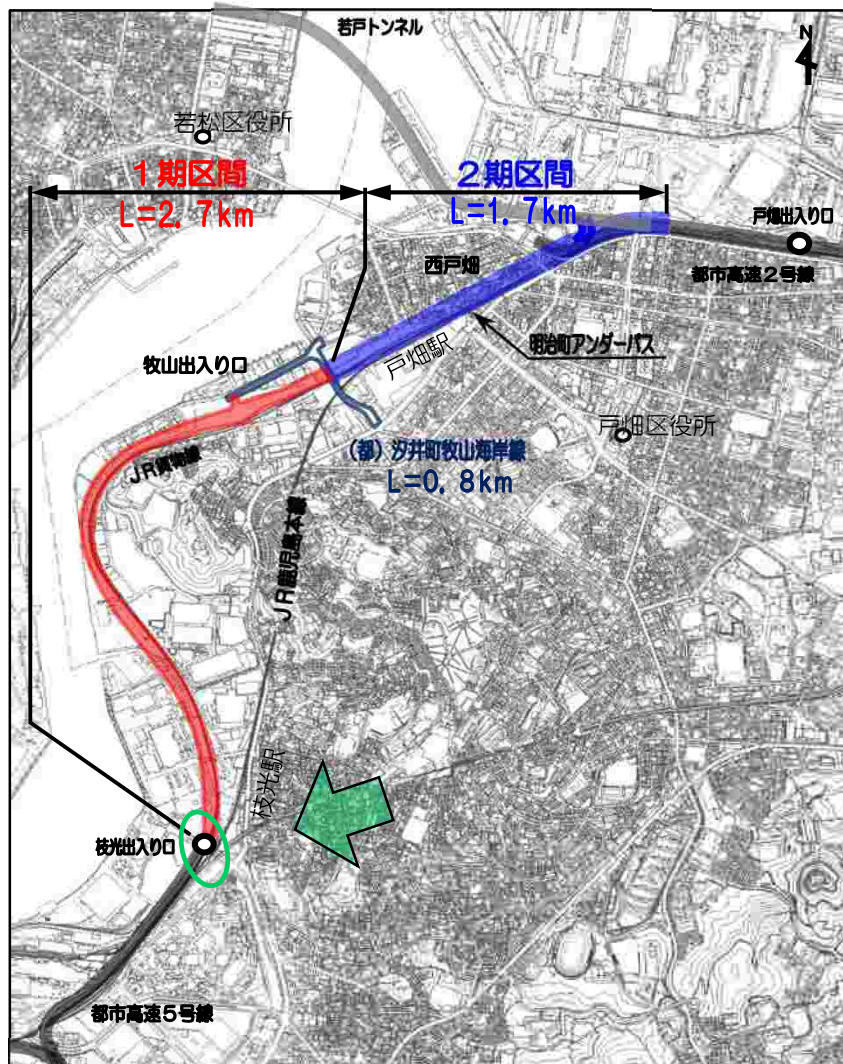 若戸トンネル
N
若松区役所
1期区間
L=2.7km
2期区間
L=1.7km
戸畑出入り口
都市高速2号線
西戸畑
明治町アンダーパス
戸畑駅
牧山出入り口
戸畑区役所
(都)汐井町牧山海岸線
L=0.8km
JR貨物線
JR鹿児島本線
枝光駅
枝光出入り口
都市高速5号線